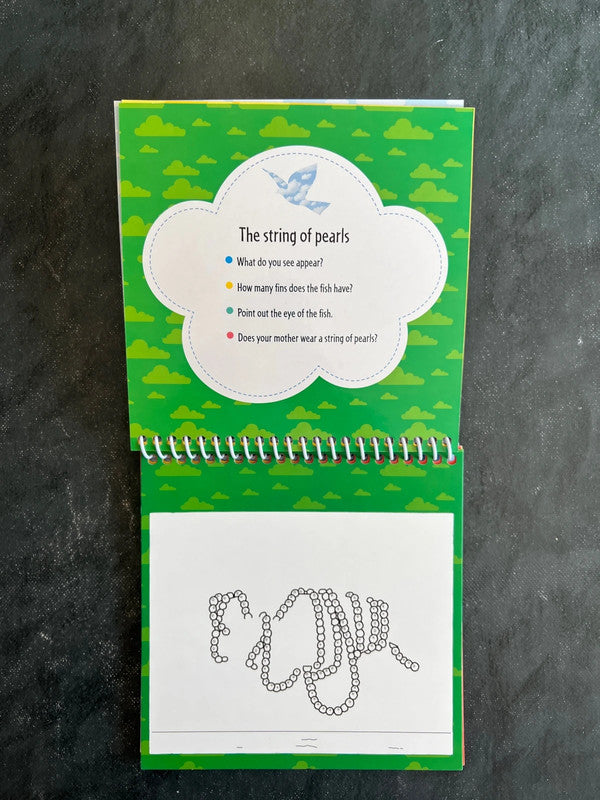 The string of pearls
What do you see appear?
How many fins does the fish have?
Point out the eye of the fish.
Does your mother wear a string of pearls?